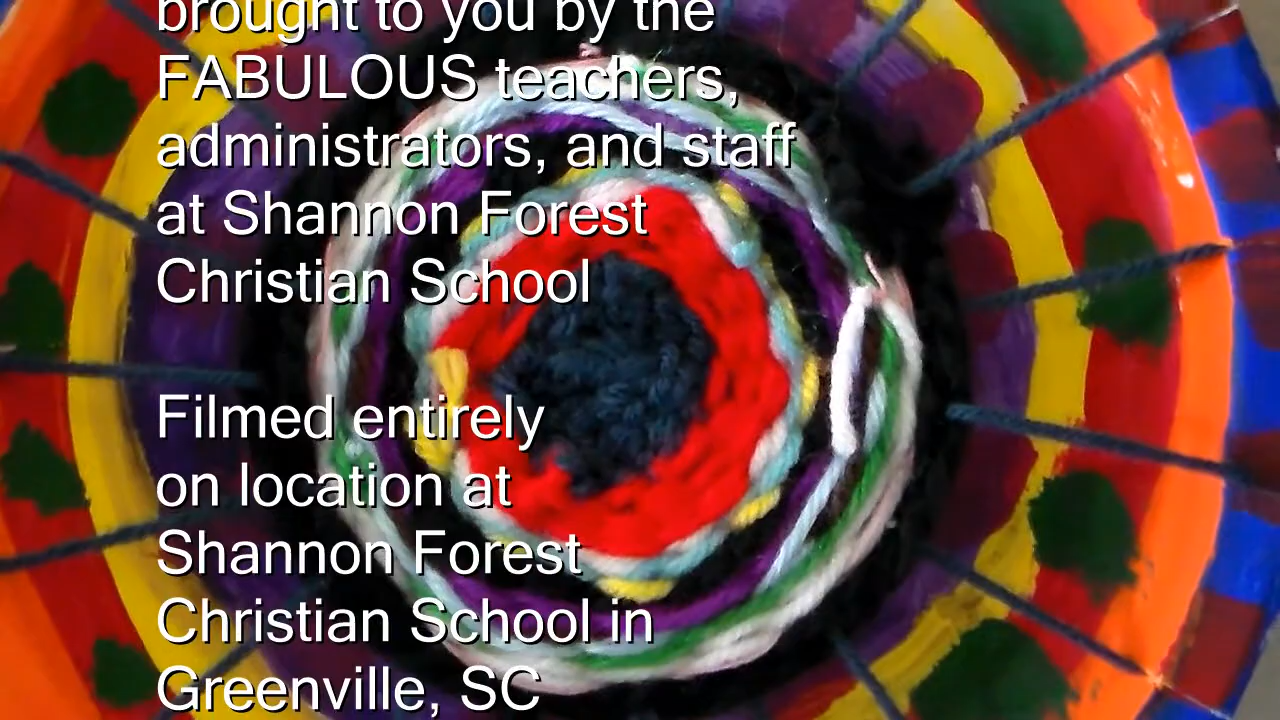 brought to you by the
FABULOUS teachers,
administrators, and staff
at Shannon Forest
Christian School
Filmed entirely
on location at
Shannon Forest
Christian School in
Greenville, SC